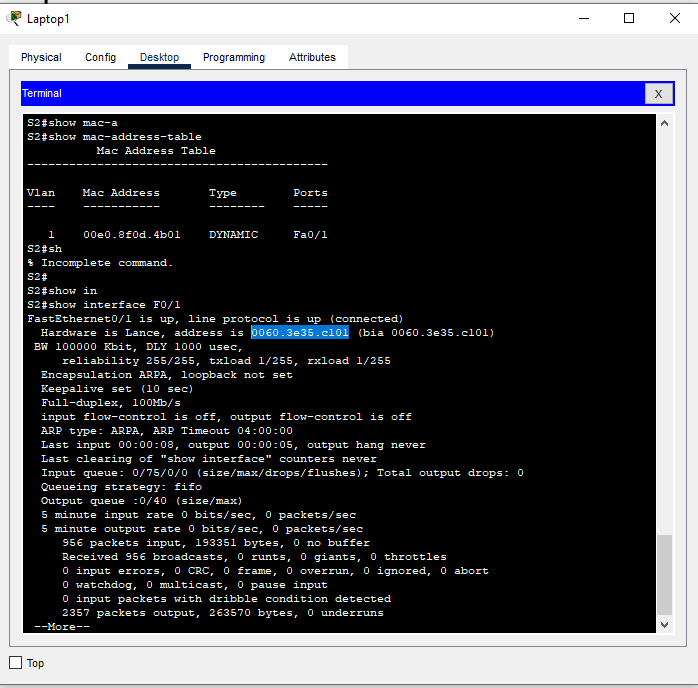 Laptop1
Physical Config Desktop Programming Attributes
Terminal X
S2#show mac-a
S2#show mac-address-table
Mac Address Table
-------------------------------------------
Vlan Mac Address Type Ports
---- ----------- -------- -----
1 00e0.8f0d.4b01 DYNAMIC Fa0/1
S2#sh
% Incomplete command.
S2#
S2#show in
S2#show interface F0/1
FastEthernet0/1 is up, line protocol is up (connected)
Hardware is Lance, address is 0060.3e35.c101 (bia 0060.3e35.c101)
BW 100000 Kbit, DLY 1000 usec,
reliability 255/255, txload 1/255, rxload 1/255
Encapsulation ARPA, loopback not set
Keepalive set (10 sec)
Full-duplex, 100Mb/s
input flow-control is off, output flow-control is off
ARP type: ARPA, ARP Timeout 04:00:00
Last input 00:00:08, output 00:00:05, output hang never
Last clearing of "show interface" counters never
Input queue: 0/75/0/0 (size/max/drops/flushes); Total output drops: 0
Queueing strategy: fifo
Output queue :0/40 (size/max)
5 minute input rate 0 bits/sec, 0 packets/sec
5 minute output rate 0 bits/sec, 0 packets/sec
956 packets input, 193351 bytes, 0 no buffer
Received 956 broadcasts, 0 runts, 0 giants, 0 throttles
0 input errors, 0 CRC, 0 frame, 0 overrun, 0 ignored, 0 abort
0 watchdog, 0 multicast, 0 pause input
0 input packets with dribble condition detected
2357 packets output, 263570 bytes, 0 underruns
--More--
Top